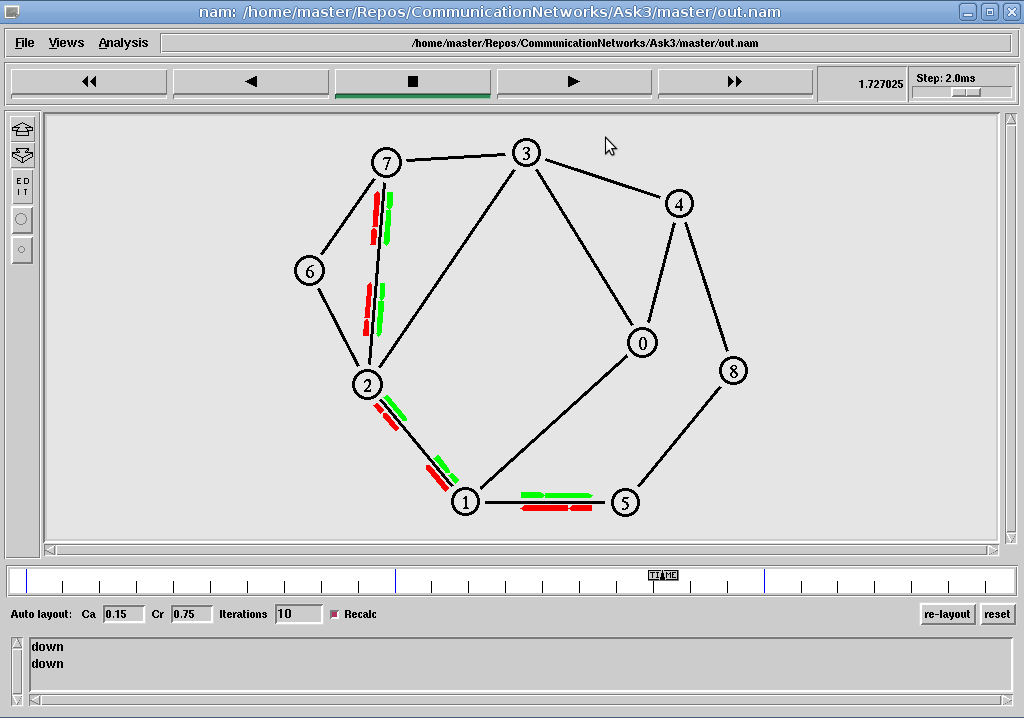 nam: /home/master/Repos/CommunicationNetworks/Ask3/master/out.nam
File Views Analysis /home/master/Repos/CommunicationNetworks/Ask3/master/out.nam
1.727025 Step: 2.0ms
ED
IT
7
3
4
6
0
8
2
1
5
TIME
Auto layout: Ca 0.15 Cr 0.75 Iterations 10 Recalc re-layout reset
down
down